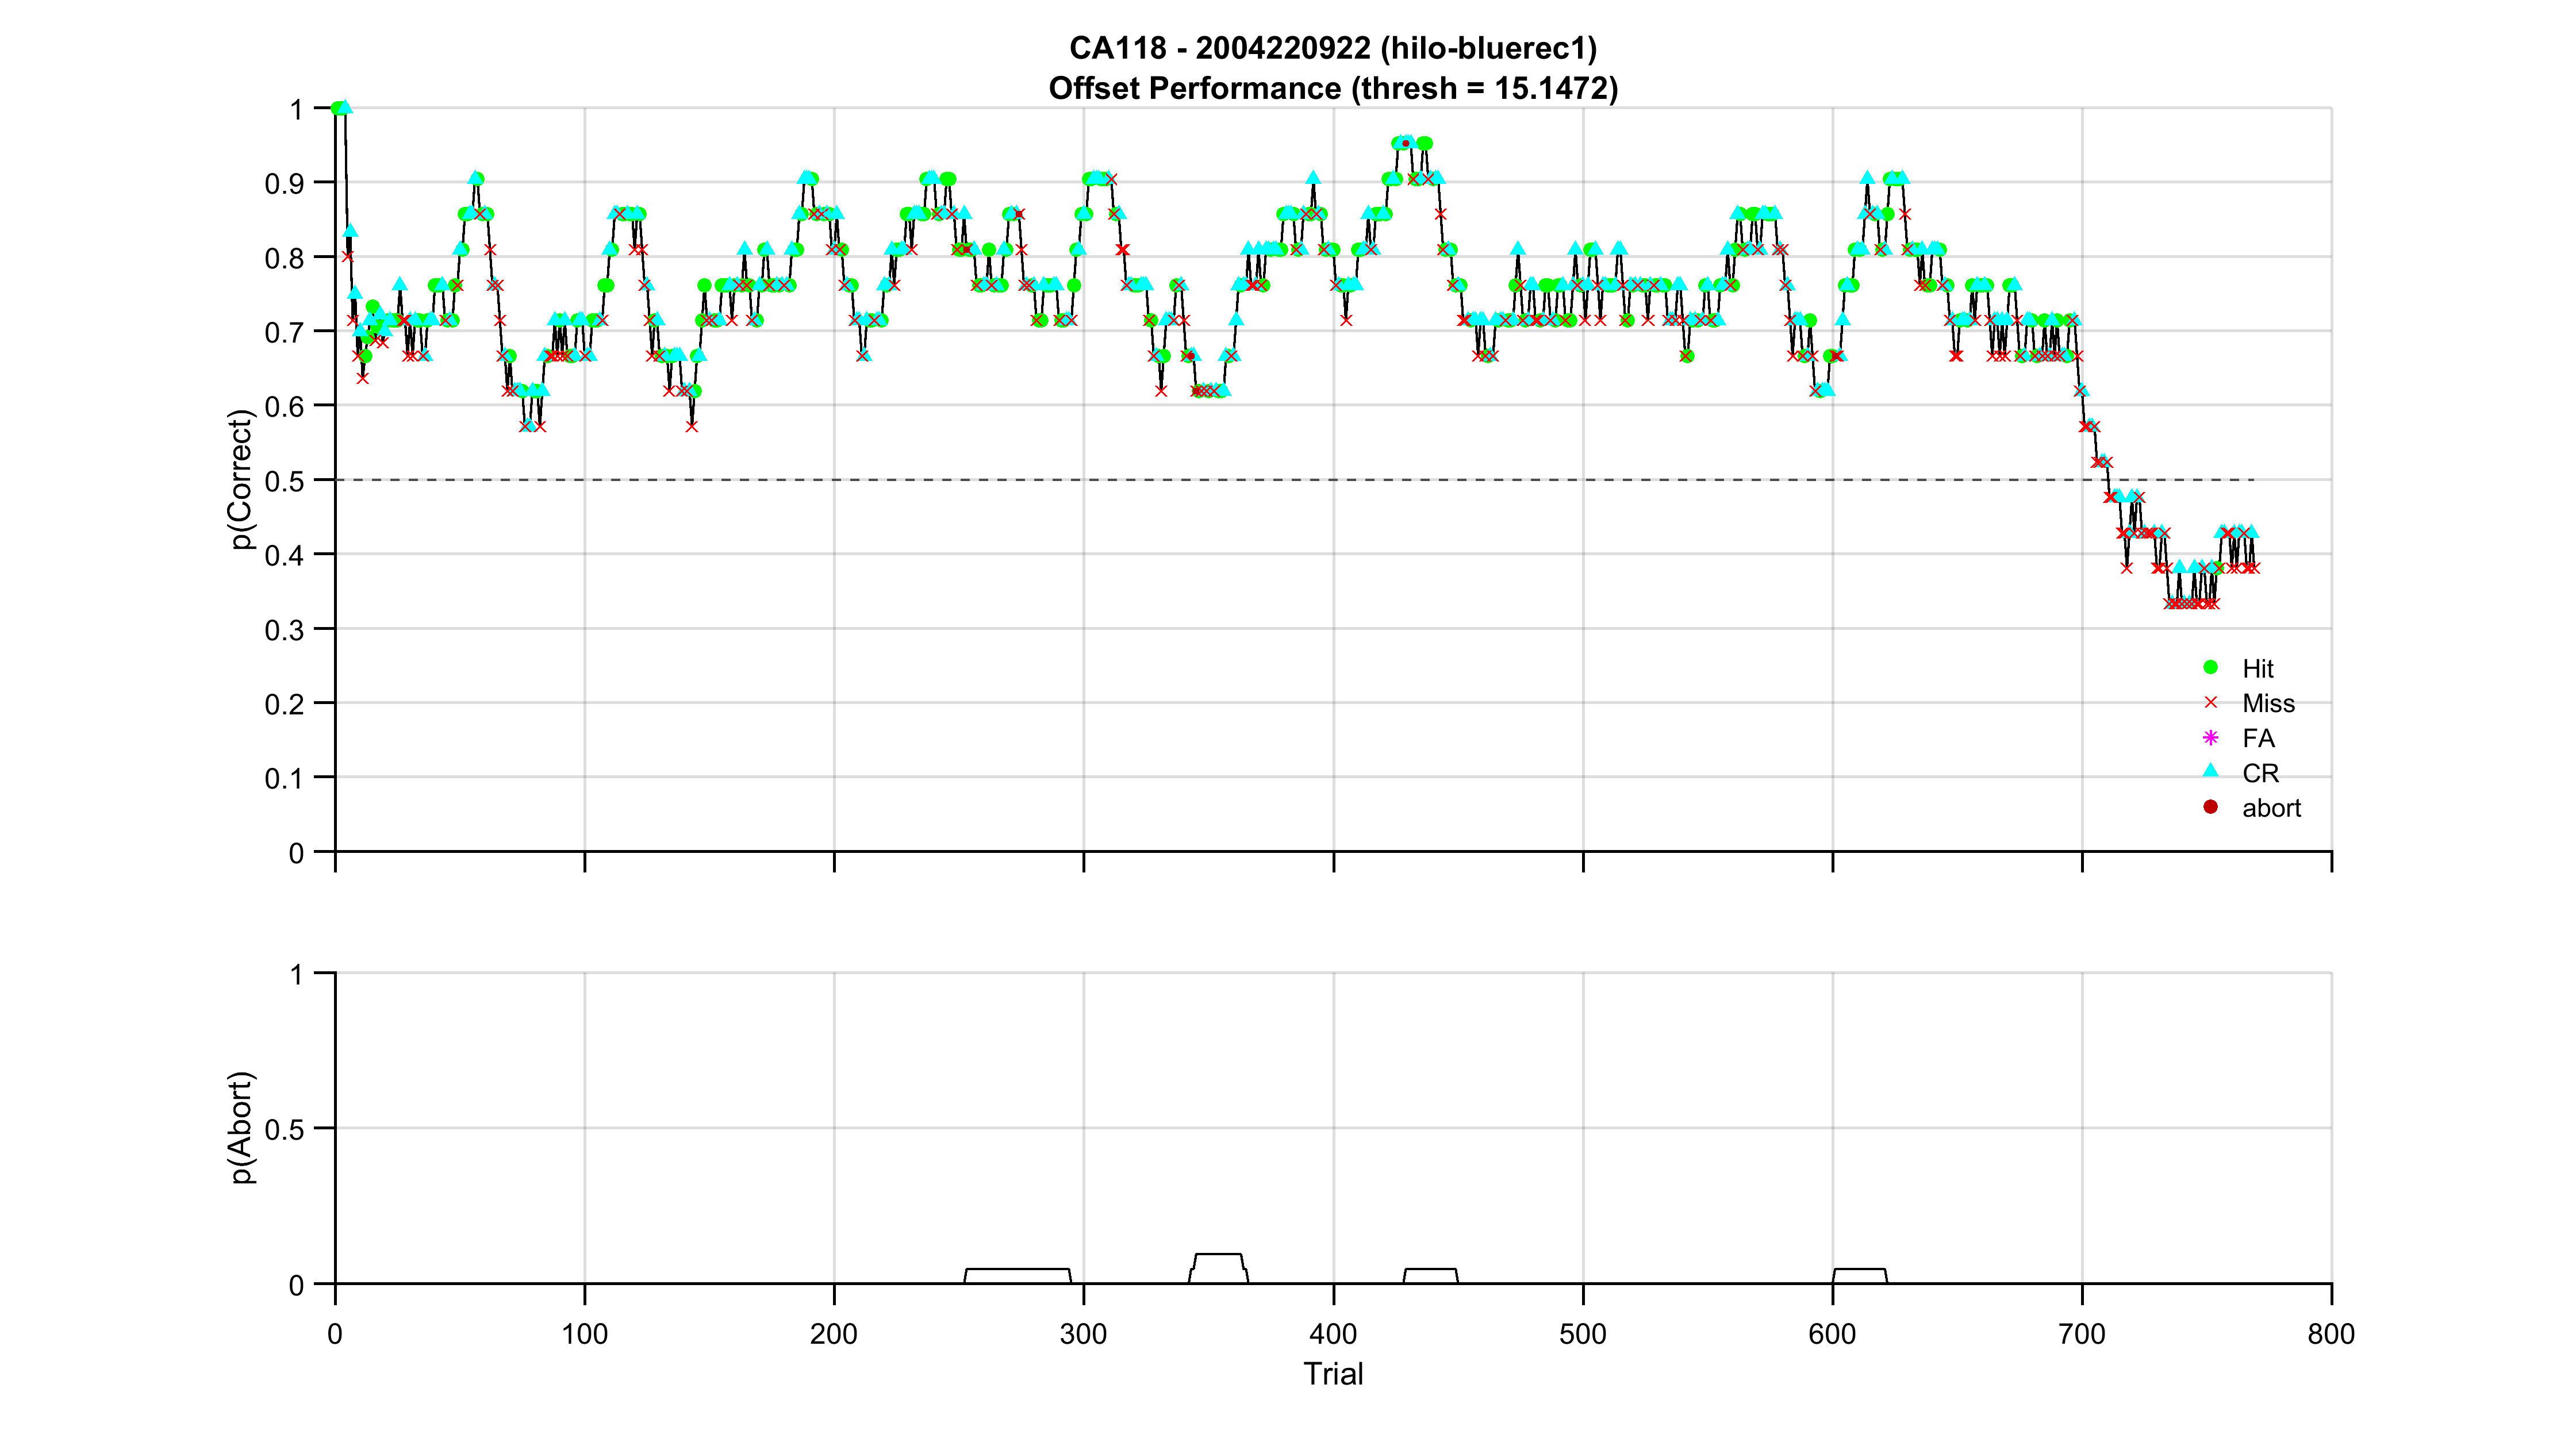 CA118 - 2004220922 (hilo-bluerec1)
Offset Performance (thresh = 15.1472)
1
0.9
0.8
0.7
0.6
0.5
0.4
0.3
0.2
0.1
0
p(Correct)
Hit
Miss
FA
CR
abort
1
0.5
0
p(Abort)
0 100 200 300 400 500 600 700 800
Trial